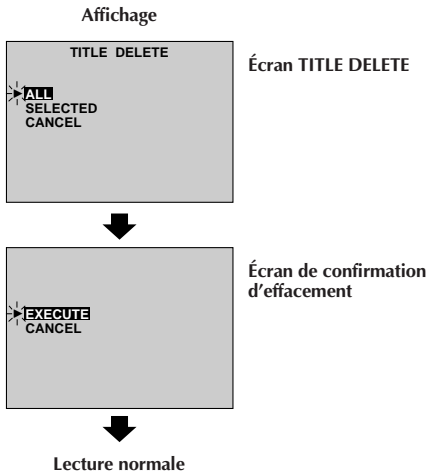 Affichage
TITLE DELETE
Écran TITLE DELETE
ALL
SELECTED
CANCEL
Écran de confirmation
d'effacement
EXECUTE
CANCEL
Lecture normale